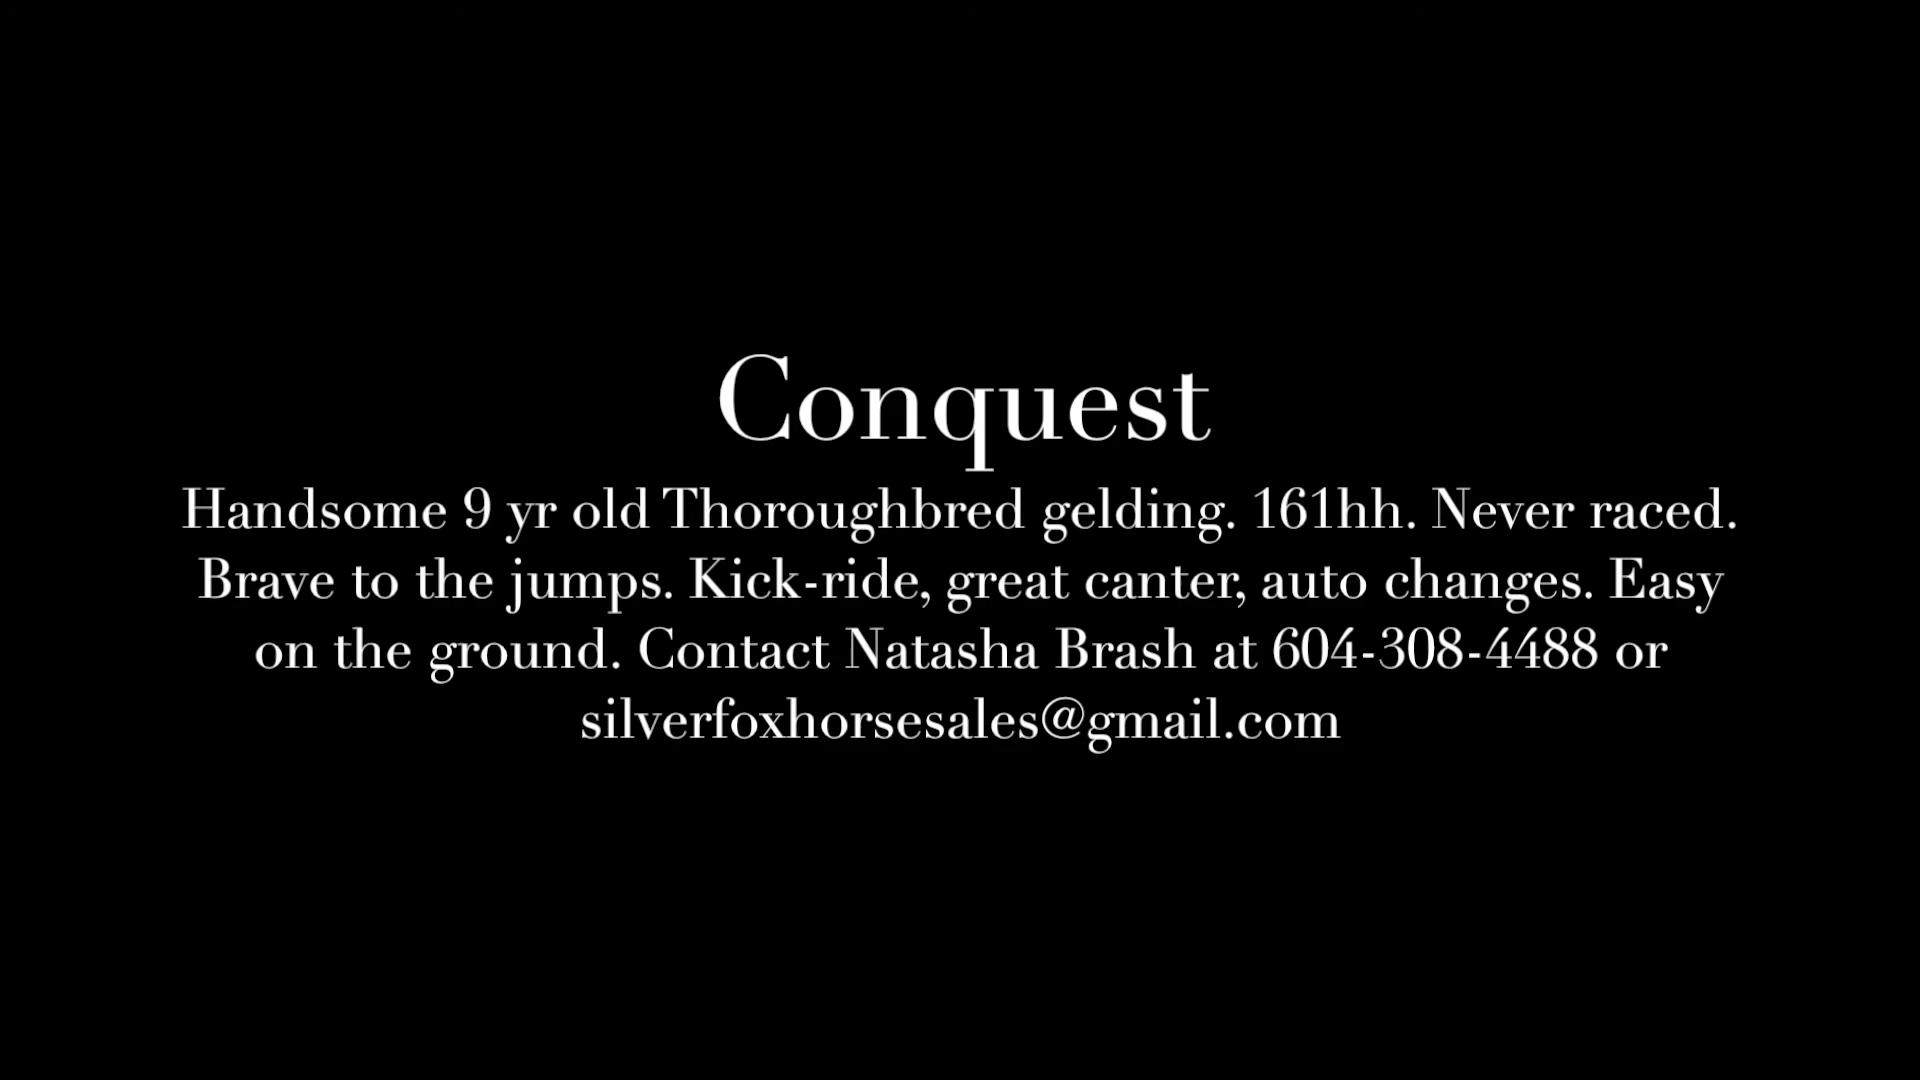 Conquest
Handsome 9 yr old Thoroughbred gelding. 161hh. Never raced.
Brave to the jumps. Kick-ride, great canter, auto changes. Easy
on the ground. Contact Natasha Brash at 604-308-4488 or
silverfoxhorsesales@gmail.com